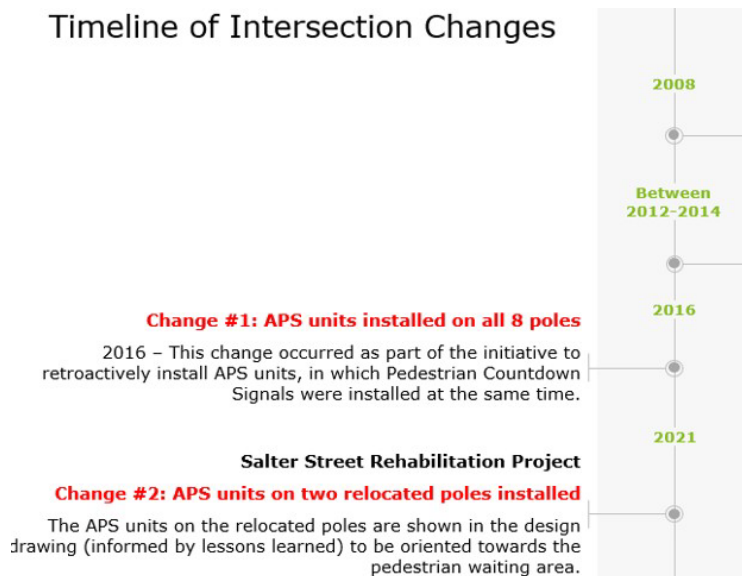 Timeline of Intersection Changes
2008
Between
2012-2014
2016
Change #1: APS units installed on all 8 poles
2016 – This change occurred as part of the initiative to
retroactively install APS units, in which Pedestrian Countdown
Signals were installed at the same time.
2021
Salter Street Rehabilitation Project
Change #2: APS units on two relocated poles installed
The APS units on the relocated poles are shown in the design
drawing (informed by lessons learned) to be oriented towards the
pedestrian waiting area.